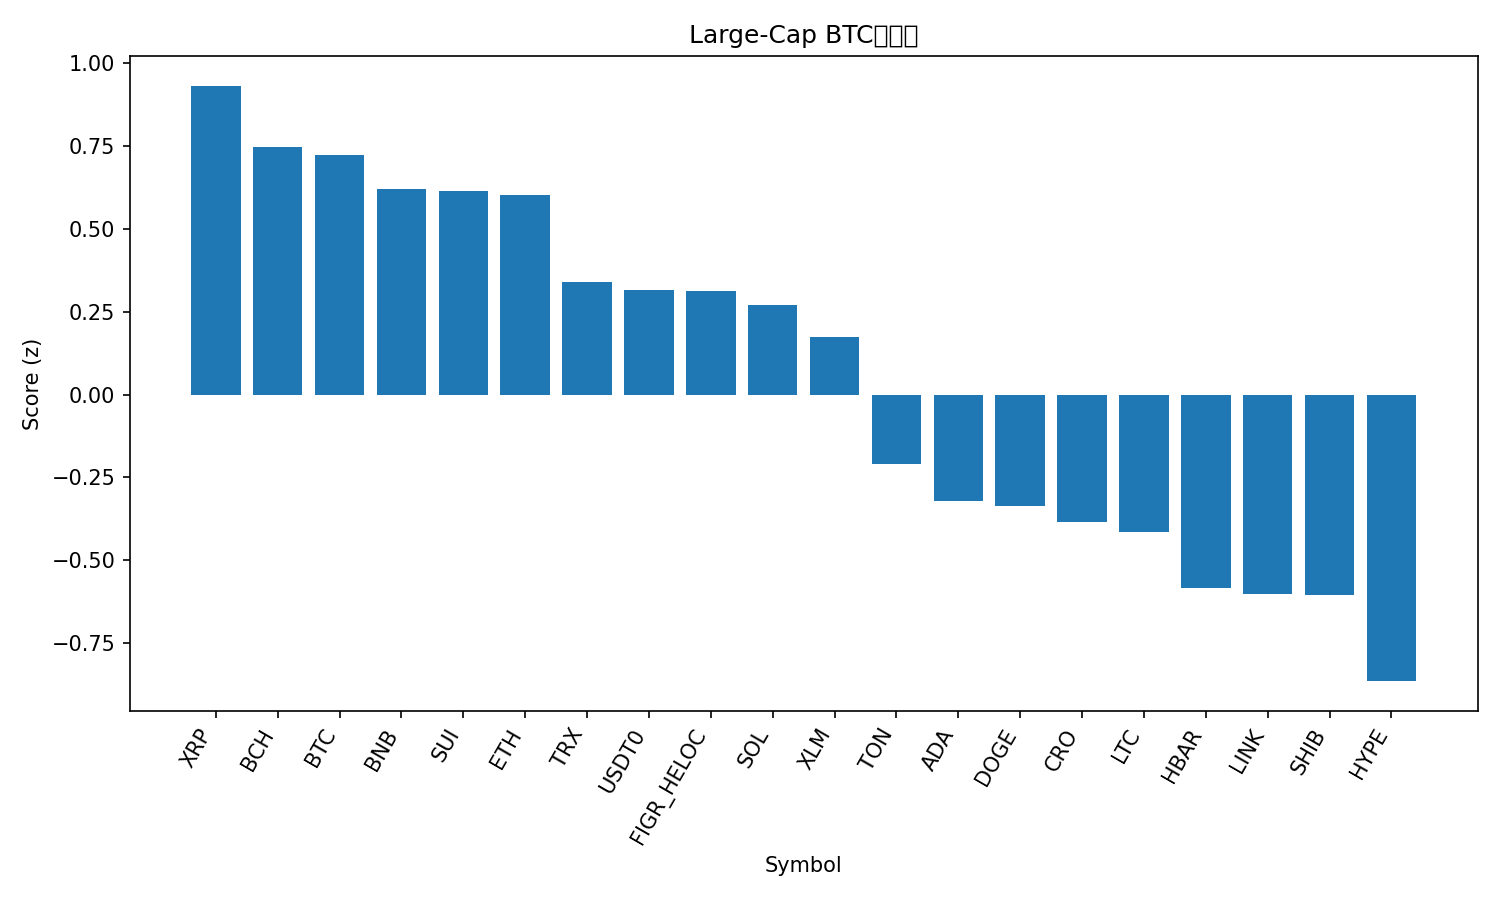 Large-Cap BTC
1.00
0.75
0.50
0.25
0.00
−0.25
−0.50
−0.75
Score (z)
XRP
BCH
BTC
BNB
SUI
ETH
TRX
USDT0
FIGR_HELOC
SOL
XLM
TON
ADA
DOGE
CRO
LTC
HBAR
LINK
SHIB
HYPE
Symbol